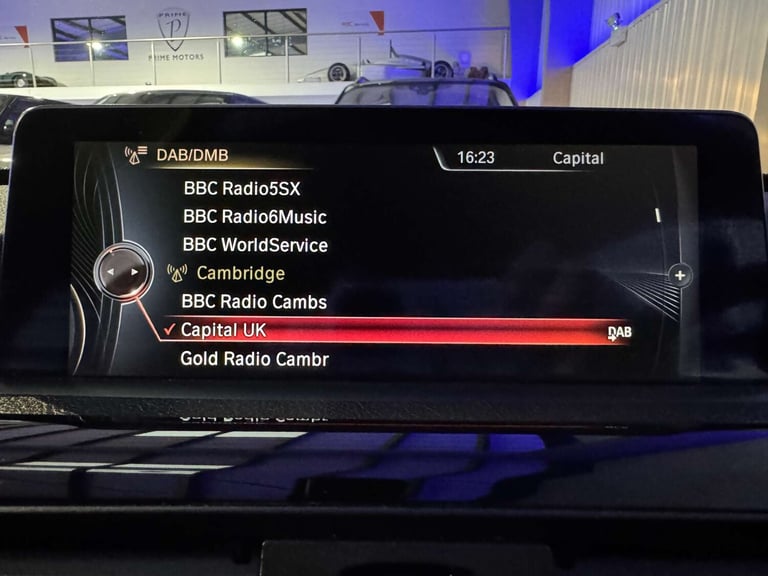 PRIME
P
PRIME MOTORS
DAB/DMB
16:23
Capital
BBC Radio5SX
BBC Radio6Music
BBC WorldService
Cambridge
BBC Radio Cambs
✓ Capital UK
DAB
Gold Radio Cambr